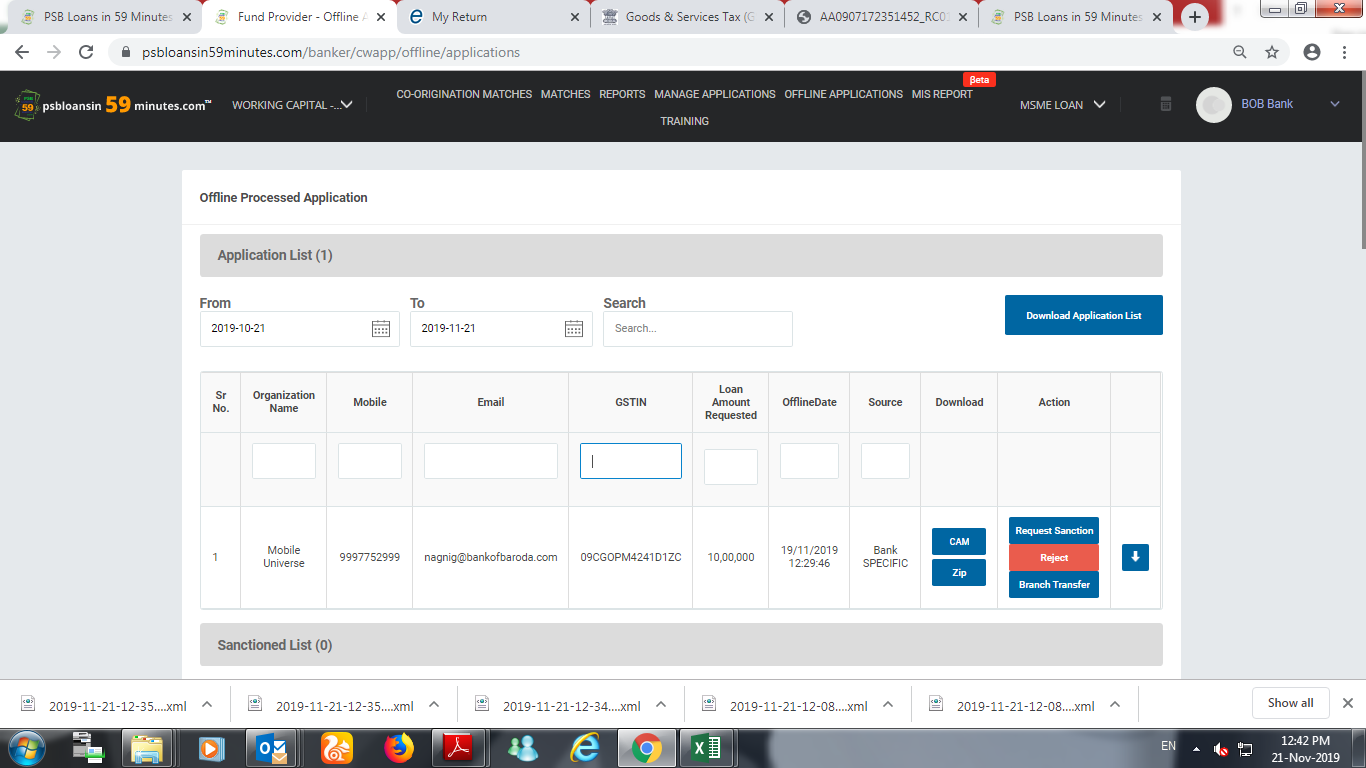 PSB Loans in 59 Minutes
Fund Provider - Offline A
My Return
Goods & Services Tax (G
AA0907172351452_RC0
PSB Loans in 59 Minutes
psbloansin59minutes.com/banker/cwapp/offline/applications
psbloansin 59 minutes.com™
WORKING CAPITAL -...
CO-ORIGINATION MATCHES MATCHES REPORTS MANAGE APPLICATIONS OFFLINE APPLICATIONS MIS REPORT
βeta
TRAINING
MSME LOAN
BOB Bank
Offline Processed Application
Application List (1)
From
To
Search
2019-10-21
2019-11-21
Search...
Download Application List
Sr No.
Organization Name
Mobile
Email
GSTIN
Loan Amount Requested
OfflineDate
Source
Download
Action
1
Mobile Universe
9997752999
nagnig@bankofbaroda.com
09CGOPM4241D1ZC
10,00,000
19/11/2019 12:29:46
Bank SPECIFIC
CAM
Zip
Request Sanction
Reject
Branch Transfer
Sanctioned List (0)
2019-11-21-12-35....xml
2019-11-21-12-35....xml
2019-11-21-12-34....xml
2019-11-21-12-08....xml
2019-11-21-12-08....xml
Show all
EN
12:42 PM
21-Nov-2019